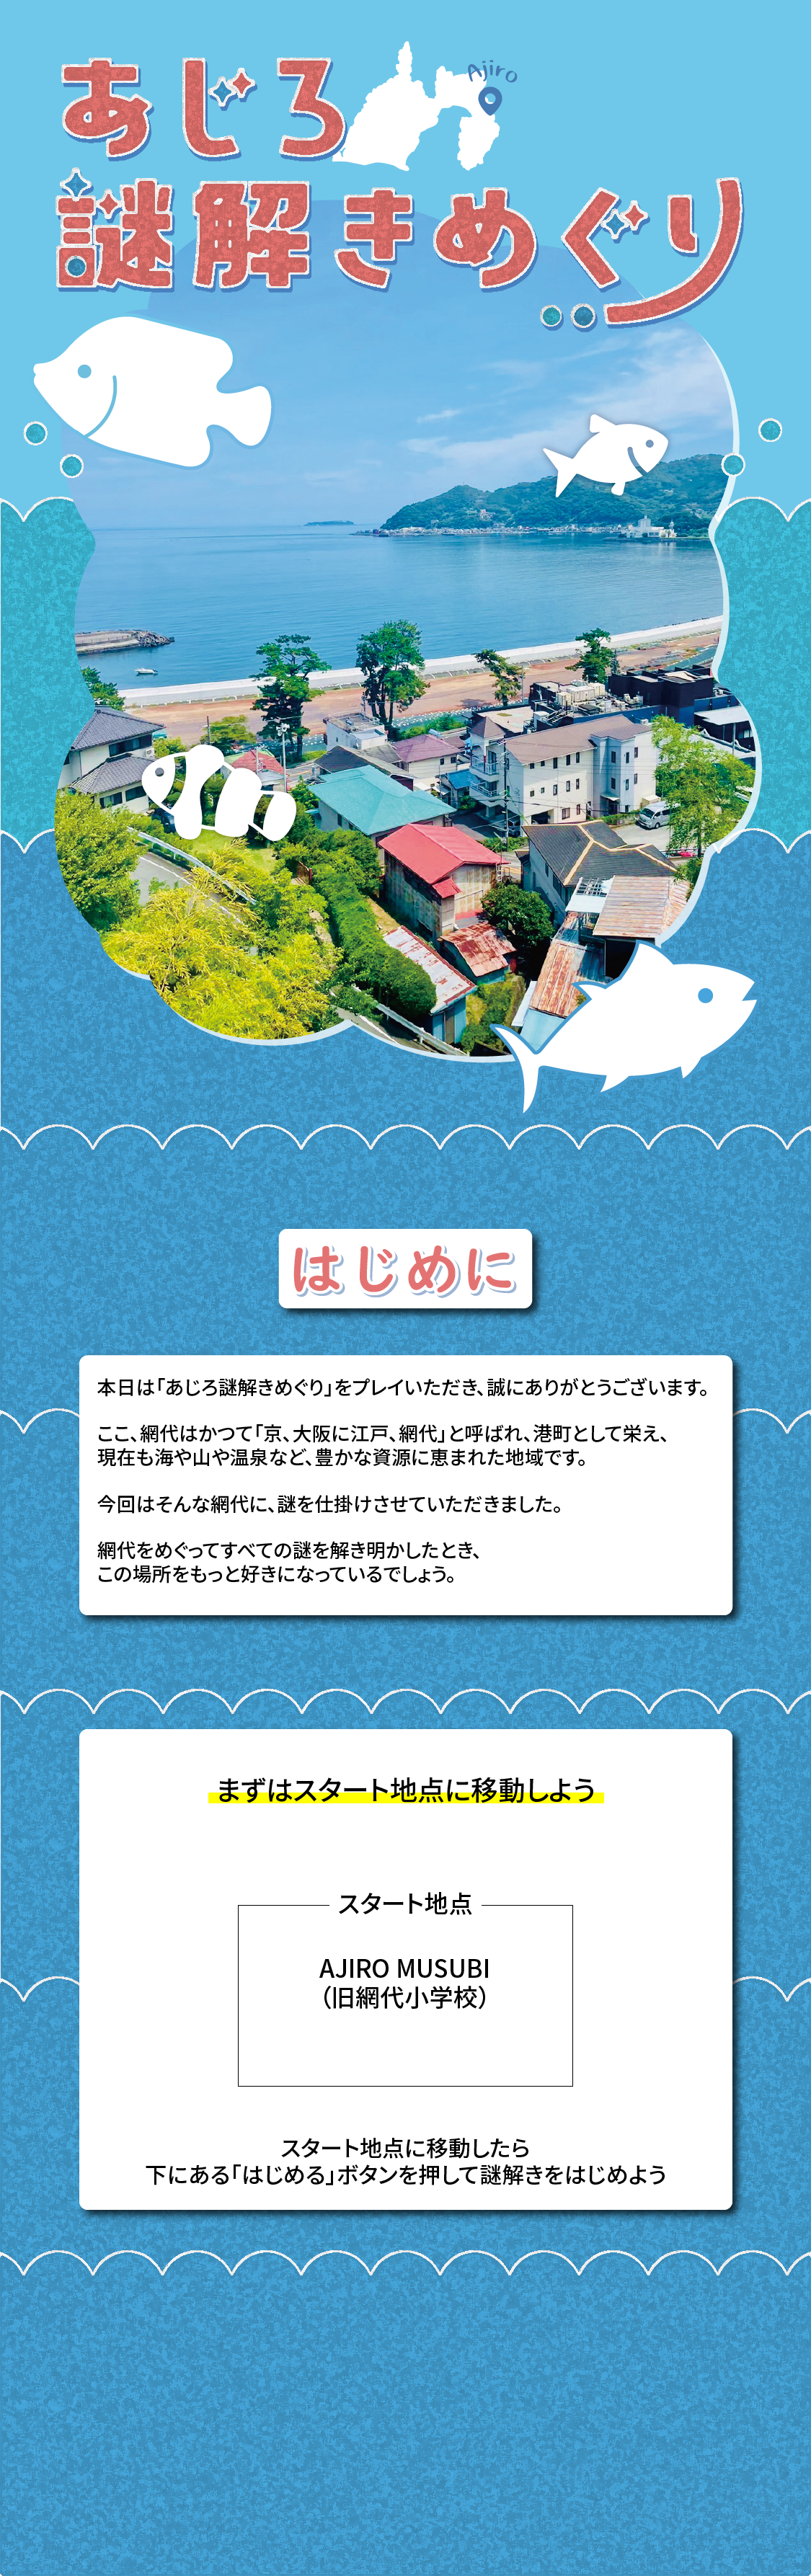 あじろ
Ajiro
謎解きめぐり
はじめに
本日は「あじろ謎解きめぐり」をプレイいただき、誠にありがとうございます。
ここ、網代はかつて「京、大阪に江戸、網代」と呼ばれ、港町として栄え、
現在も海や山や温泉など、豊かな資源に恵まれた地域です。
今回はそんな網代に、謎を仕掛けさせていただきました。
網代をめぐってすべての謎を解き明かしたとき、
この場所をもっと好きになっているでしょう。
まずはスタート地点に移動しよう
スタート地点
AJIRO MUSUBI
（旧網代小学校）
スタート地点に移動したら
下にある「はじめる」ボタンを押して謎解きをはじめよう